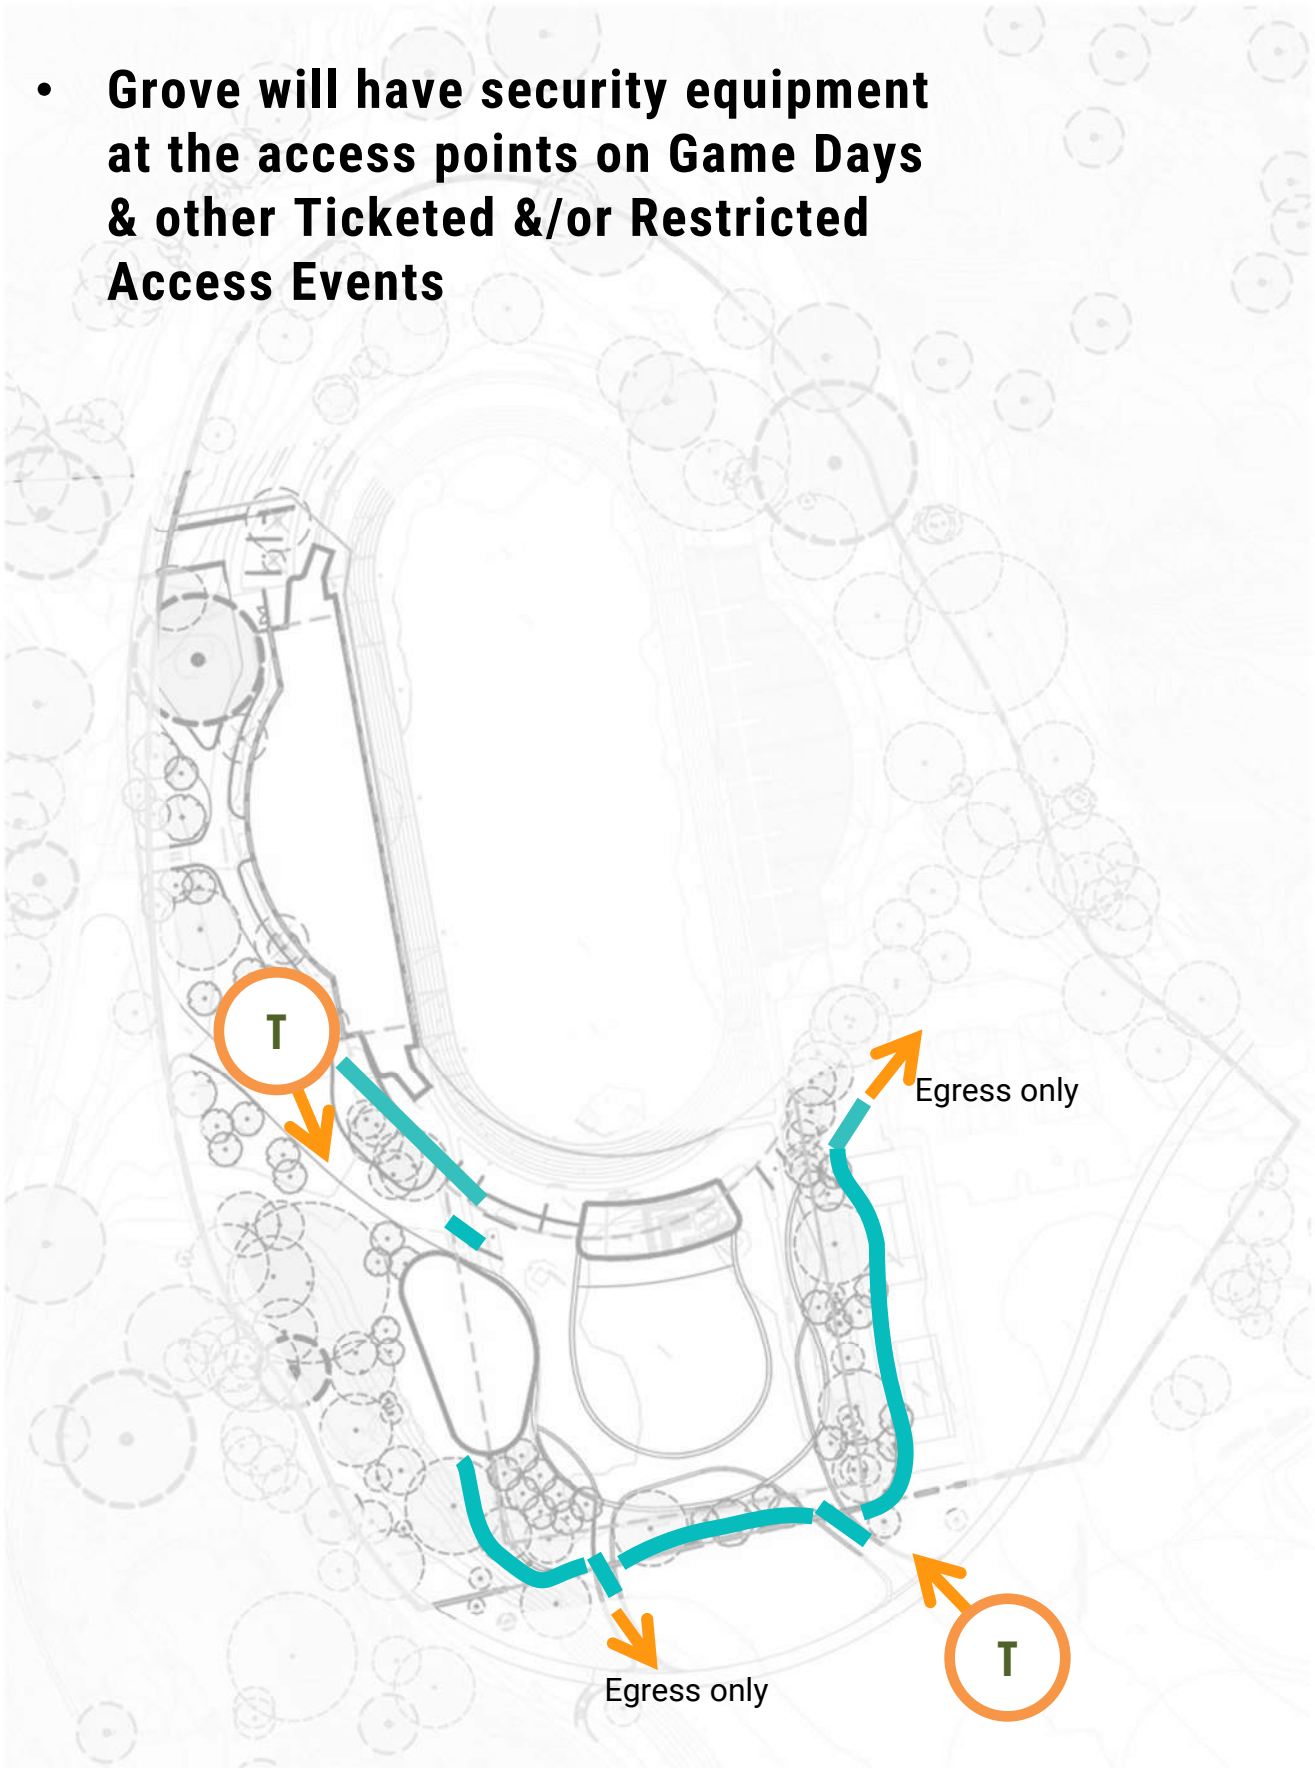 • Grove will have security equipment
at the access points on Game Days
& other Ticketed &/or Restricted
Access Events
T
Egress only
Egress only
T